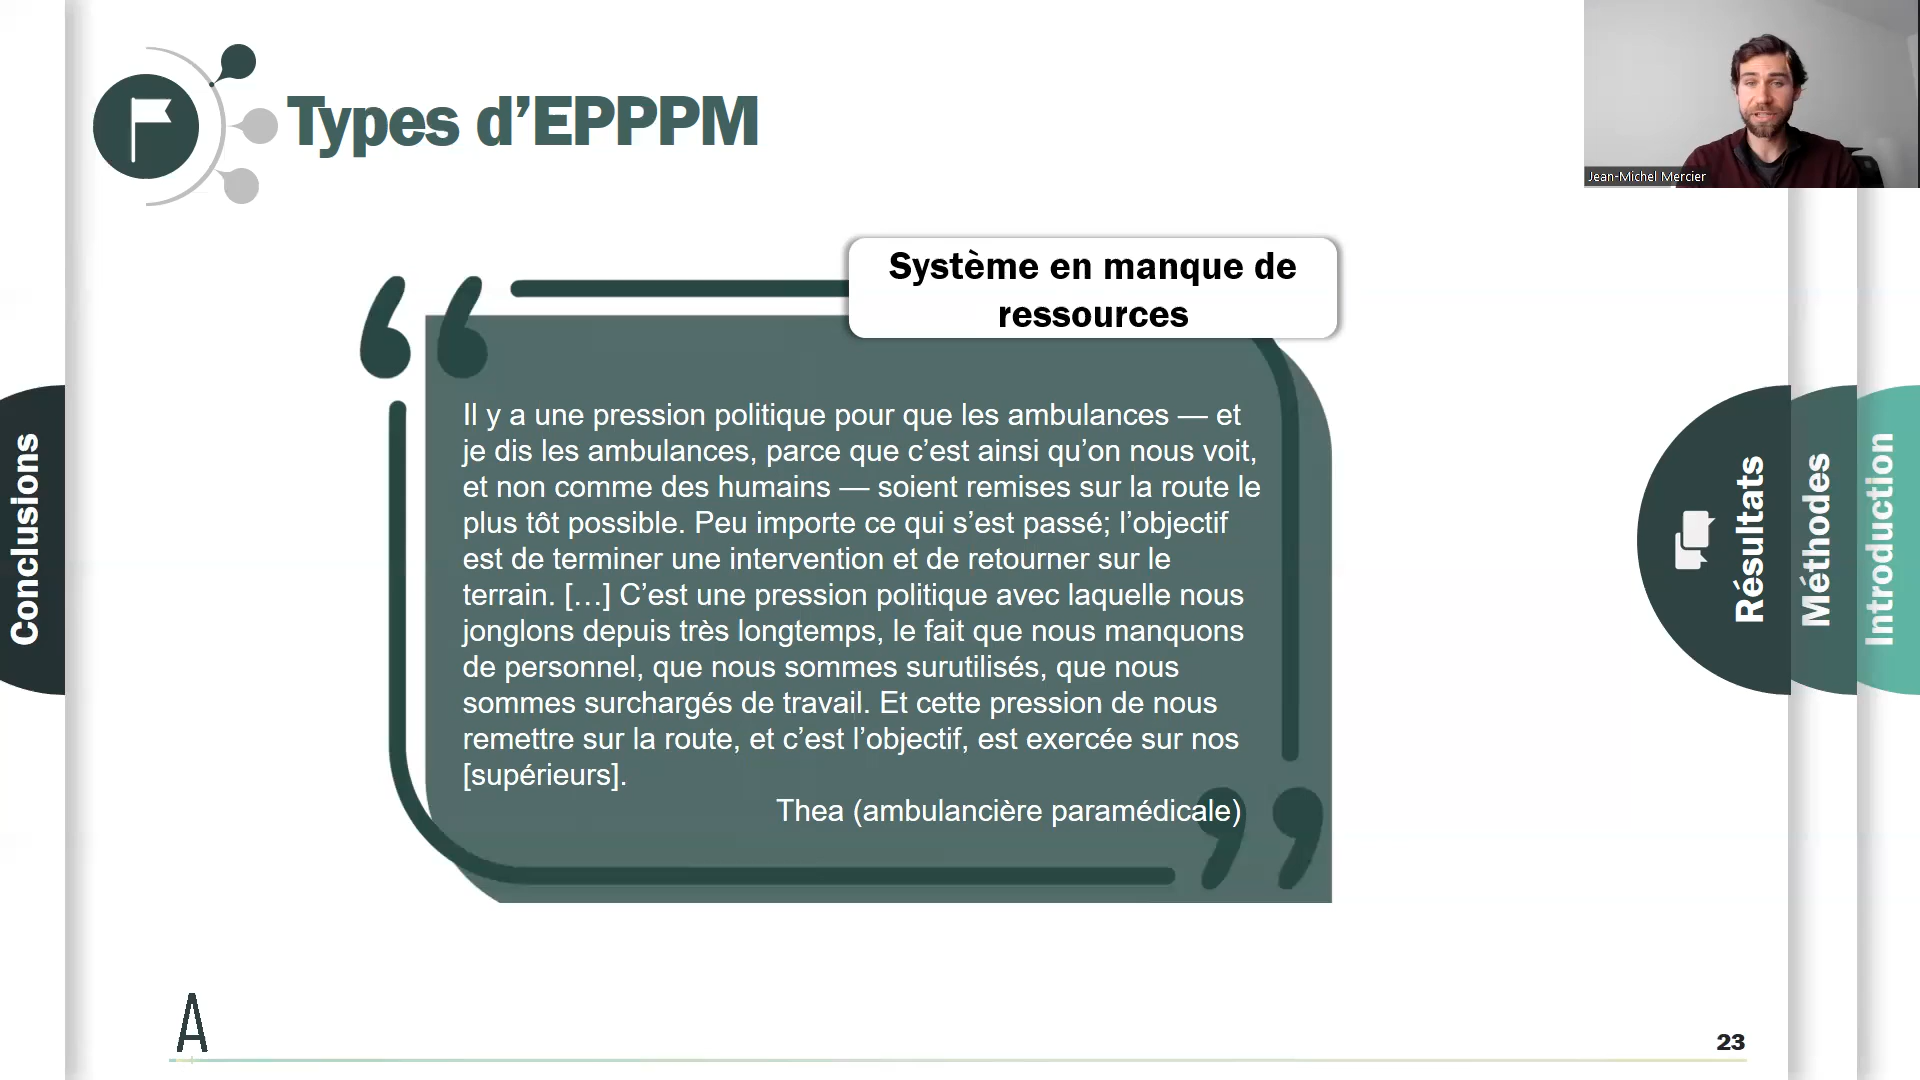 Types d’EPPPM
Jean-Michel Mercier
Système en manque de
ressources
Il y a une pression politique pour que les ambulances — et
je dis les ambulances, parce que c’est ainsi qu’on nous voit,
et non comme des humains — soient remises sur la route le
plus tôt possible. Peu importe ce qui s’est passé; l’objectif
est de terminer une intervention et de retourner sur le
terrain. […] C’est une pression politique avec laquelle nous
jonglons depuis très longtemps, le fait que nous manquons
de personnel, que nous sommes surutilisés, que nous
sommes surchargés de travail. Et cette pression de nous
remettre sur la route, et c’est l’objectif, est exercée sur nos
[supérieurs].
Thea (ambulancière paramédicale)
Conclusions
Résultats
Méthodes
Introduction
A
23